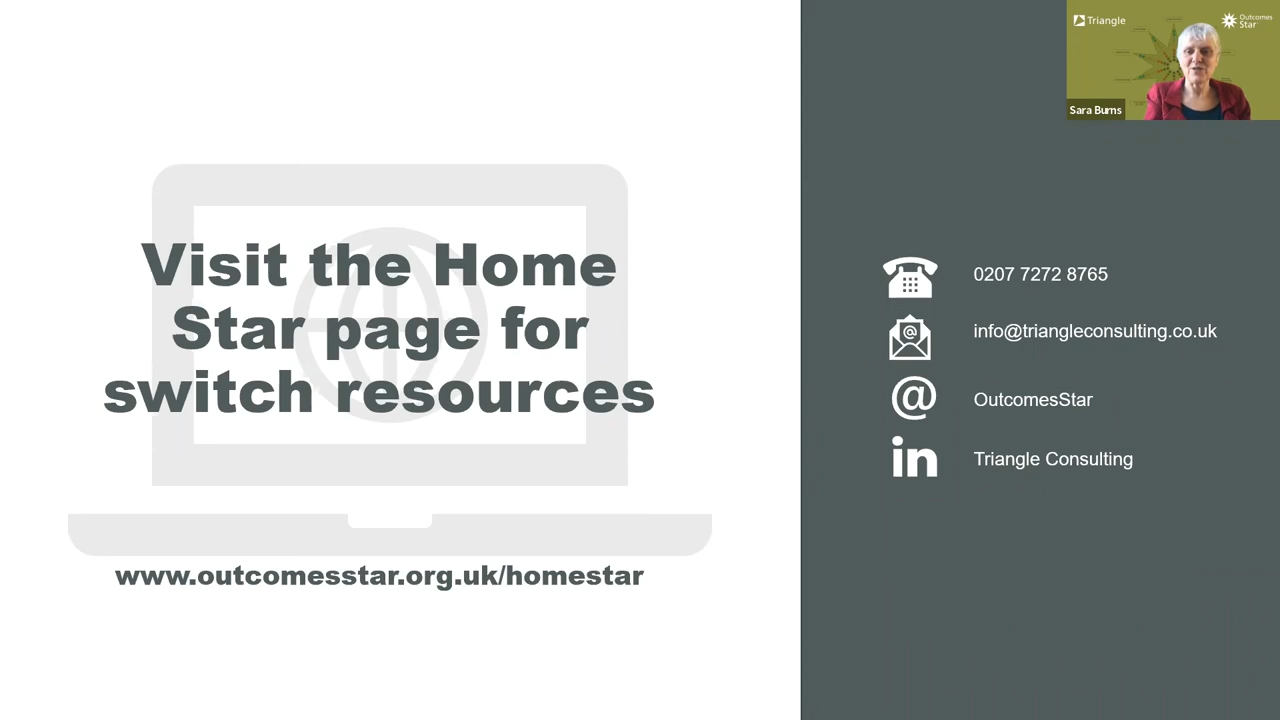 Visit the Home
Star page for
switch resources
www.outcomesstar.org.uk/homestar
Triangle
Outcomes
Star
Sara Burns
0207 7272 8765
info@triangleconsulting.co.uk
OutcomesStar
Triangle Consulting